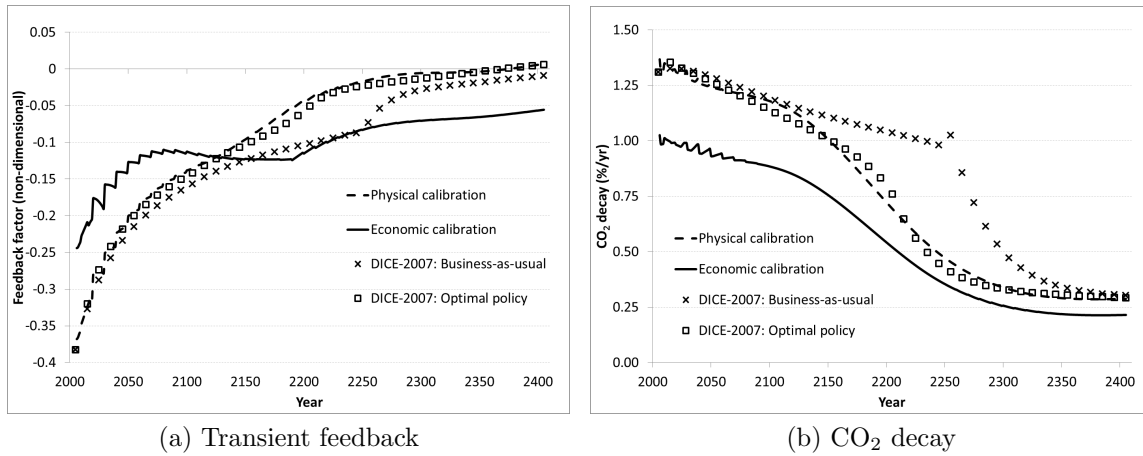 0.05
0
-0.05
-0.1
-0.15
-0.2
-0.25
-0.3
-0.35
-0.4
Feedback factor (non-dimensional)
Physical calibration
Economic calibration
DICE-2007: Business-as-usual
DICE-2007: Optimal policy
2000 2050 2100 2150 2200 2250 2300 2350 2400
Year
(a) Transient feedback
1.50
1.25
1.00
0.75
0.50
0.25
0.00
CO₂ decay (%/yr)
Physical calibration
Economic calibration
DICE-2007: Business-as-usual
DICE-2007: Optimal policy
2000 2050 2100 2150 2200 2250 2300 2350 2400
Year
(b) CO₂ decay